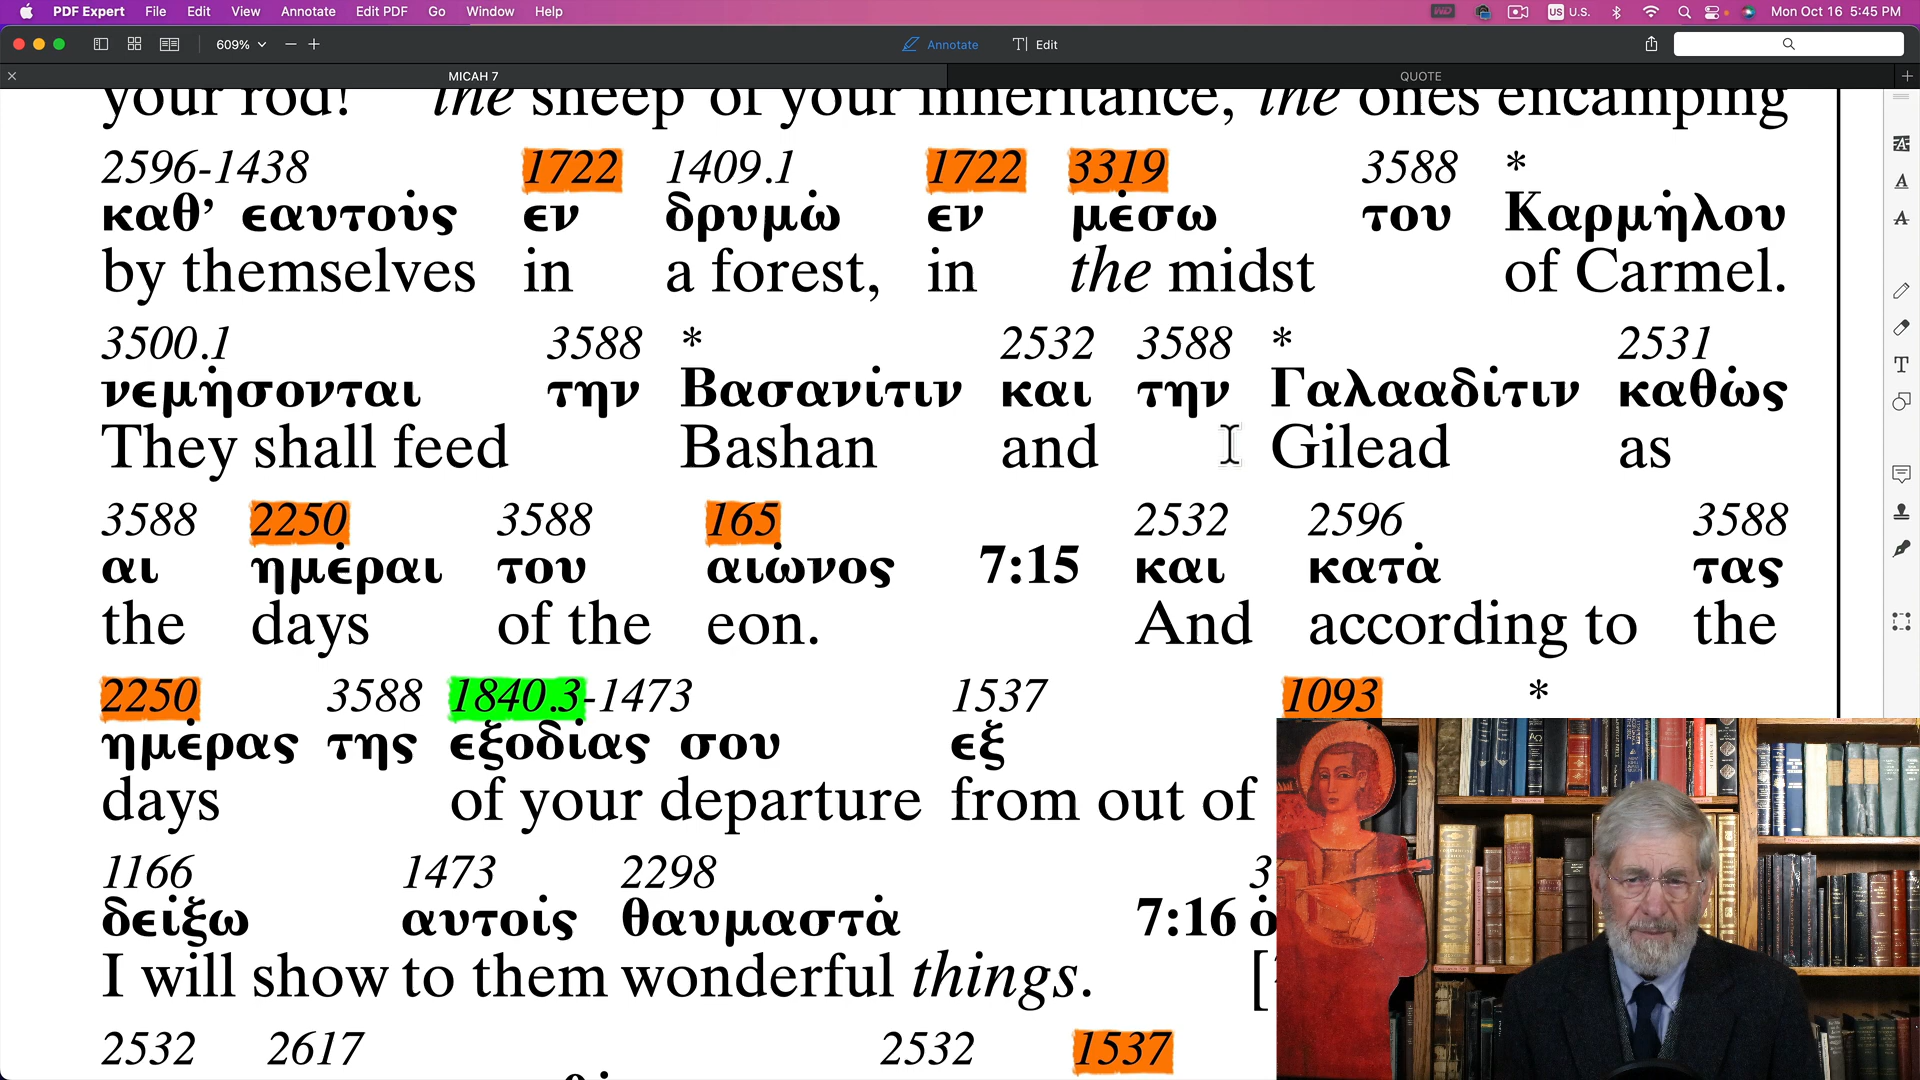 PDF Expert File Edit View Annotate Edit PDF Go Window Help U.S. Mon Oct 16 5:45 PM
609% Annotate T Edit
MICAH 7 QUOTE
your rod! the sheep of your inheritance, the ones encamping
2596-1438 1722 1409.1 1722 3319 3588 *
καθ’ εαυτούς εν δρυμώ εν μέσω του Καρμήλου
by themselves in a forest, in the midst of Carmel.
3500.1 3588 * 2532 3588 * 2531
νεμήσονται την Βασανίτιν και την Γαλααδίτιν καθώς
They shall feed Bashan and Gilead as
3588 2250 3588 165 2532 2596 3588
αι ημέραι του αιώνος 7:15 και κατά τας
the days of the eon. And according to the
2250 3588 1840.3-1473 1537 1093 *
ημέρας της εξοδίας σου εξ
days of your departure from out of
1166 1473 2298 3
δείξω αυτοίς θαυμαστά 7:16 ό
I will show to them wonderful things. [
2532 2617 2532 1537